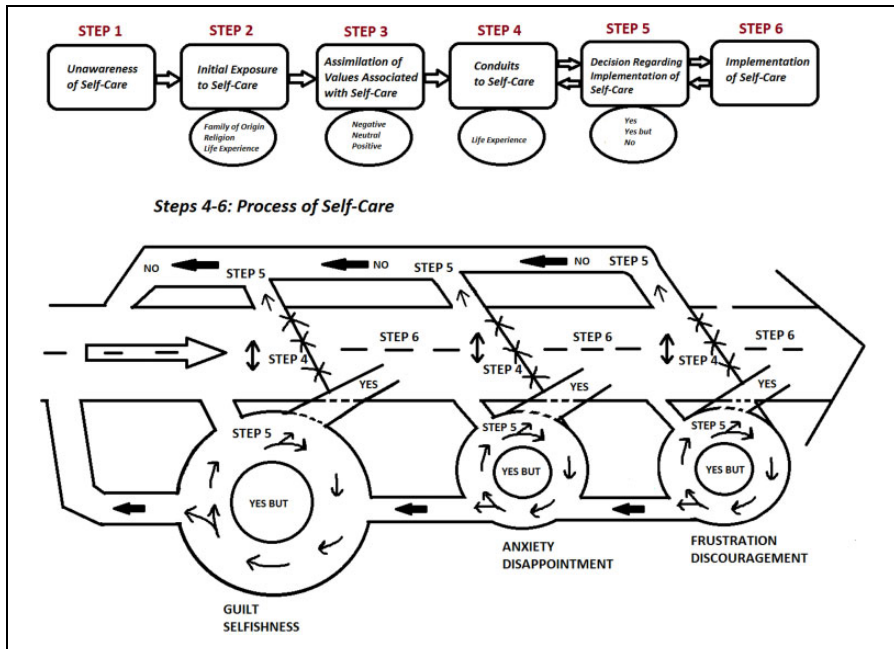 STEP 1
STEP 2
STEP 3
STEP 4
STEP 5
STEP 6
Unawareness
of Self-Care
Initial Exposure
to Self-Care
Assimilation of
Values Associated
with Self-Care
Conduits
to Self-Care
Decision Regarding
Implementation of
Self-Care
Implementation
of Self-Care
Family of Origin
Religion
Life Experience
Negative
Neutral
Positive
Life Experience
Yes
Yes but
No
Steps 4-6: Process of Self-Care
NO
STEP 5
NO
STEP 5
NO
STEP 5
STEP 4
STEP 6
STEP 4
STEP 6
STEP 4
STEP 6
YES
YES
YES
STEP 5
YES BUT
STEP 5
YES BUT
STEP 5
YES BUT
GUILT
SELFISHNESS
ANXIETY
DISAPPOINTMENT
FRUSTRATION
DISCOURAGEMENT